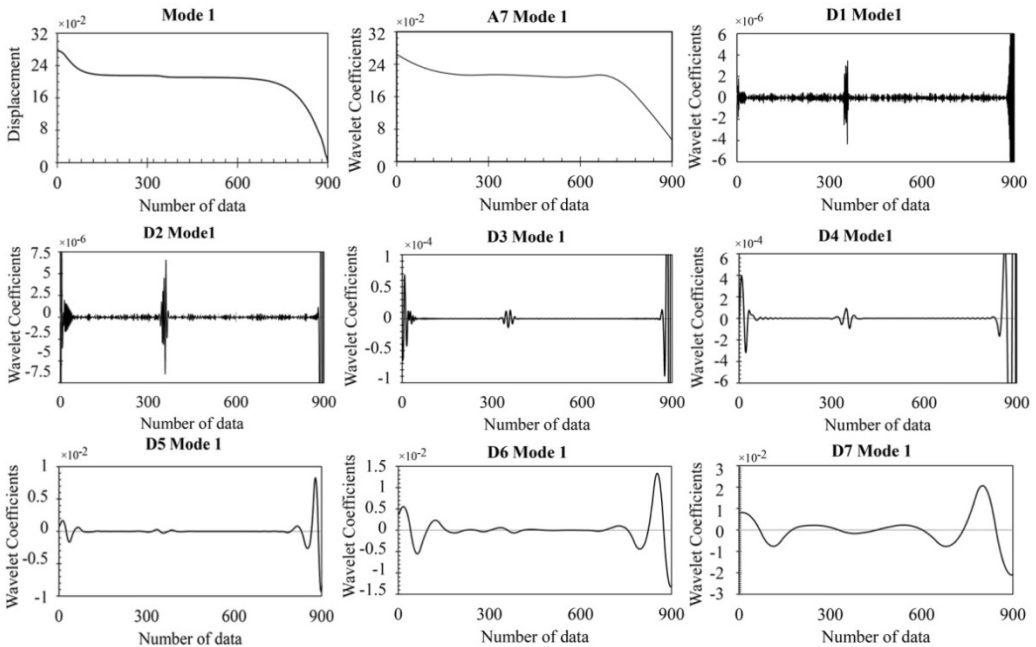 Mode 1
×10⁻²
Displacement
32
24
16
8
0
0 300 600 900
Number of data
A7 Mode 1
×10⁻²
Wavelet Coefficients
32
24
16
8
0
0 300 600 900
Number of data
D1 Mode1
×10⁻⁶
Wavelet Coefficients
6
4
2
0
-2
-4
-6
0 300 600 900
Number of data
D2 Mode1
×10⁻⁶
Wavelet Coefficients
7.5
5
2.5
0
-2.5
-5
-7.5
0 300 600 900
Number of data
D3 Mode 1
×10⁻⁴
Wavelet Coefficients
1
0.5
0
-0.5
-1
0 300 600 900
Number of data
D4 Mode1
×10⁻⁴
Wavelet Coefficients
6
4
2
0
-2
-4
-6
0 300 600 900
Number of data
D5 Mode 1
×10⁻²
Wavelet Coefficients
1
0.5
0
-0.5
-1
0 300 600 900
Number of data
D6 Mode 1
×10⁻²
Wavelet Coefficients
1.5
1
0.5
0
-0.5
-1
-1.5
0 300 600 900
Number of data
D7 Mode 1
×10⁻²
Wavelet Coefficients
3
2
1
0
-1
-2
-3
0 300 600 900
Number of data